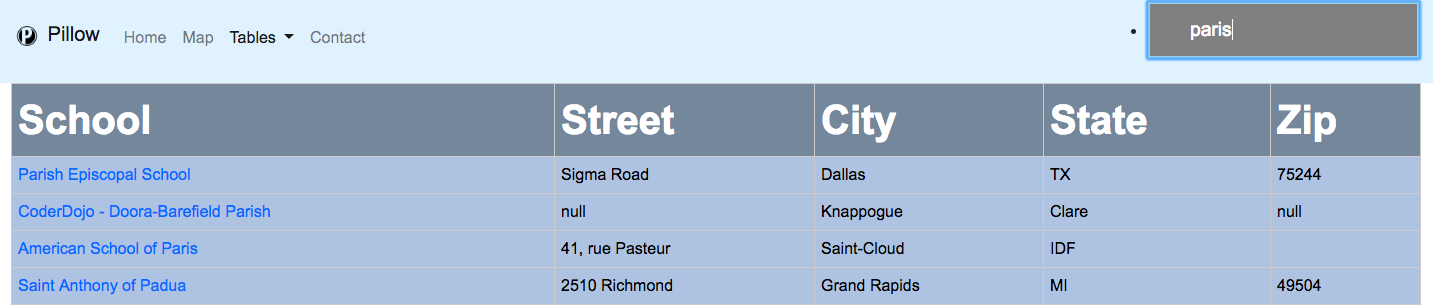 Pillow Home Map Tables Contact paris
School Street City State Zip
Parish Episcopal School Sigma Road Dallas TX 75244
CoderDojo - Doora-Barefield Parish null Knappogue Clare null
American School of Paris 41, rue Pasteur Saint-Cloud IDF
Saint Anthony of Padua 2510 Richmond Grand Rapids MI 49504